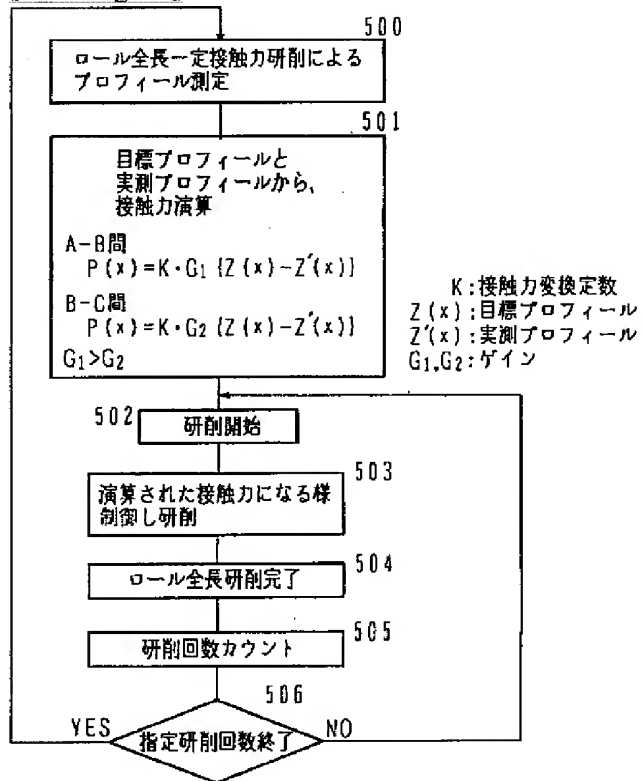 500
ロール全長一定接触力研削による
プロフィール測定
501
目標プロフィールと
実測プロフィールから、
接触力演算
A-B間
P(x)=K・G₁{Z(x)-Z′(x)}
B-C間
P(x)=K・G₂{Z(x)-Z′(x)}
G₁>G₂
K:接触力変換定数
Z(x):目標プロフィール
Z′(x):実測プロフィール
G₁,G₂:ゲイン
502
研削開始
503
演算された接触力になる様
制御し研削
504
ロール全長研削完了
505
研削回数カウント
506
YES
指定研削回数終了
NO